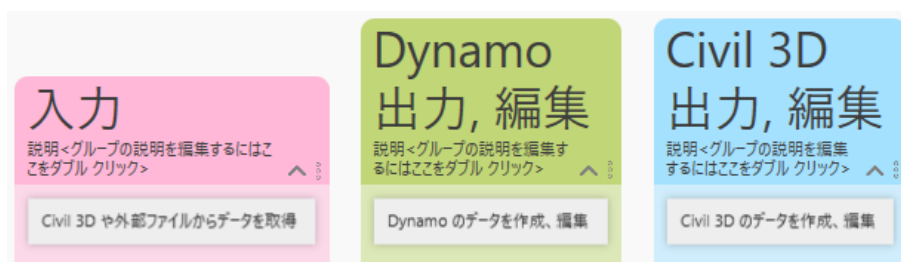 入力
説明<グループの説明を編集するにはこ
こをダブル クリック>
Civil 3D や外部ファイルからデータを取得
Dynamo
出力, 編集
説明<グループの説明を編集す
るにはここをダブル クリック>
Dynamo のデータを作成、編集
Civil 3D
出力, 編集
説明<グループの説明を編集
するにはここをダブル クリック>
Civil 3D のデータを作成、編集